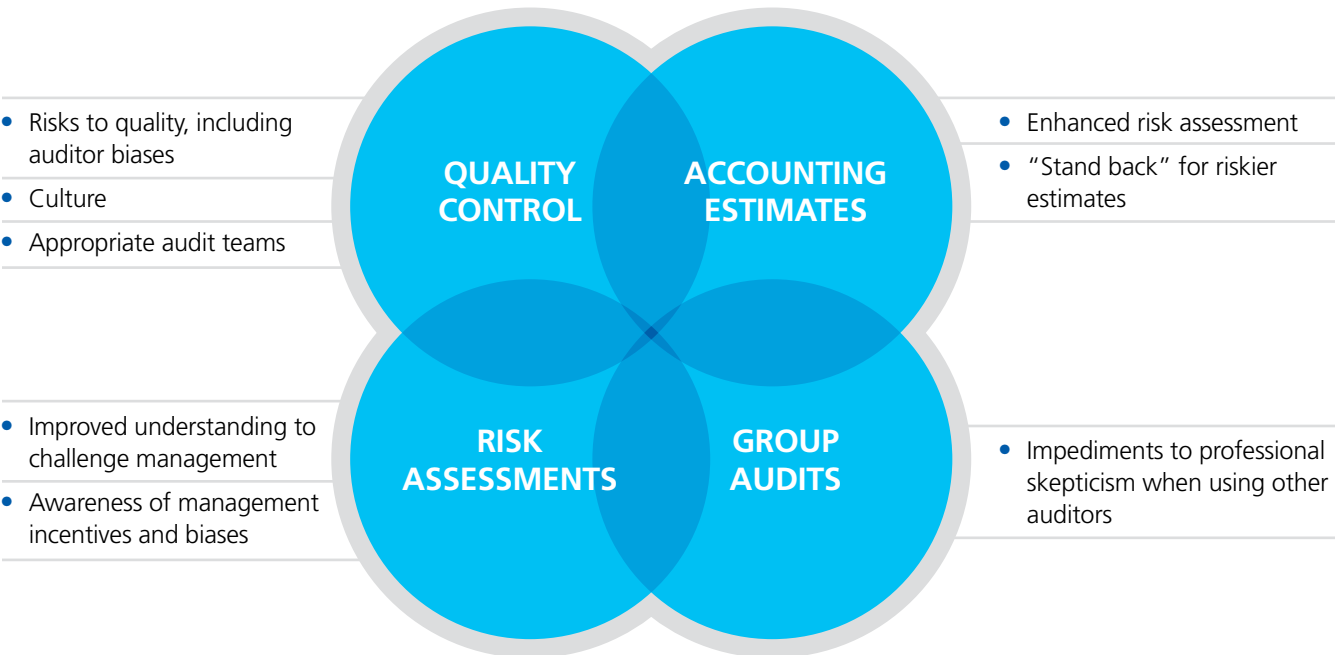 • Risks to quality, including
auditor biases
• Culture
• Appropriate audit teams
QUALITY
CONTROL
ACCOUNTING
ESTIMATES
• Enhanced risk assessment
• “Stand back” for riskier
estimates
• Improved understanding to
challenge management
• Awareness of management
incentives and biases
RISK
ASSESSMENTS
GROUP
AUDITS
• Impediments to professional
skepticism when using other
auditors